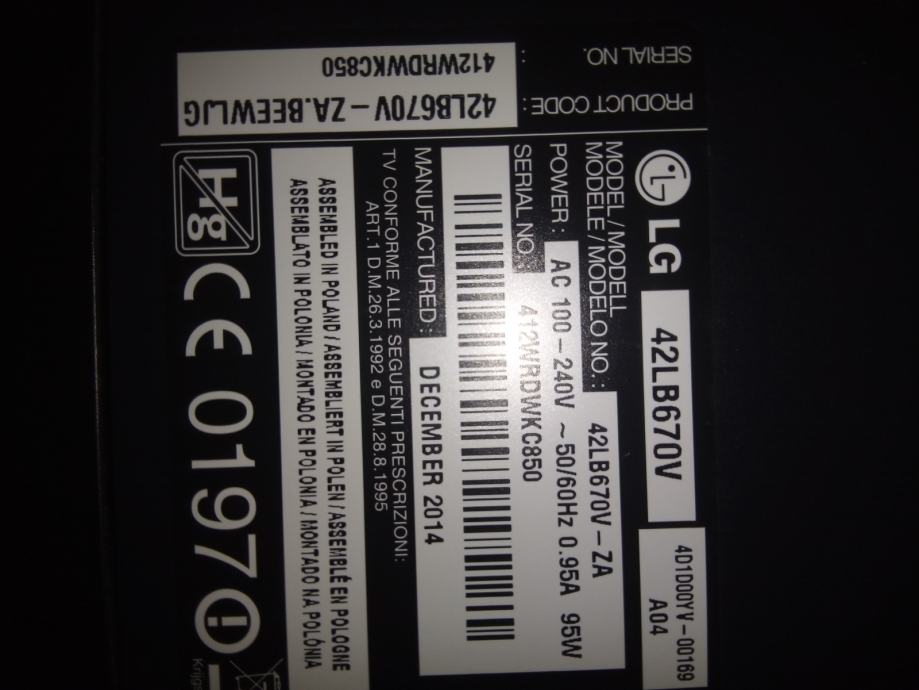 LG 42LB670V 4D1D00YV-00169
A04
MODEL / MODELL
MODÈLE / MODELO NO. : 42LB670V-ZA
POWER : AC 100-240V ~50/60Hz 0.95A 95W
SERIAL NO. : 412WRDWKC850
MANUFACTURED : DECEMBER 2014
TV CONFORME ALLE SEGUENTI PRESCRIZIONI:
ART.1 D.M.26.3.1992 e D.M.28.8.1995
ASSEMBLED IN POLAND / ASSEMBLIERT IN POLEN / ASSEMBLÉ EN POLOGNE
ASSEMBLATO IN POLONIA / MONTADO EN POLONIA / MONTADO NA POLÓNIA
Hg CE 0197
PRODUCT CODE : 42LB670V-ZA.BEEWLJG
SERIAL NO. : 412WRDWKC850